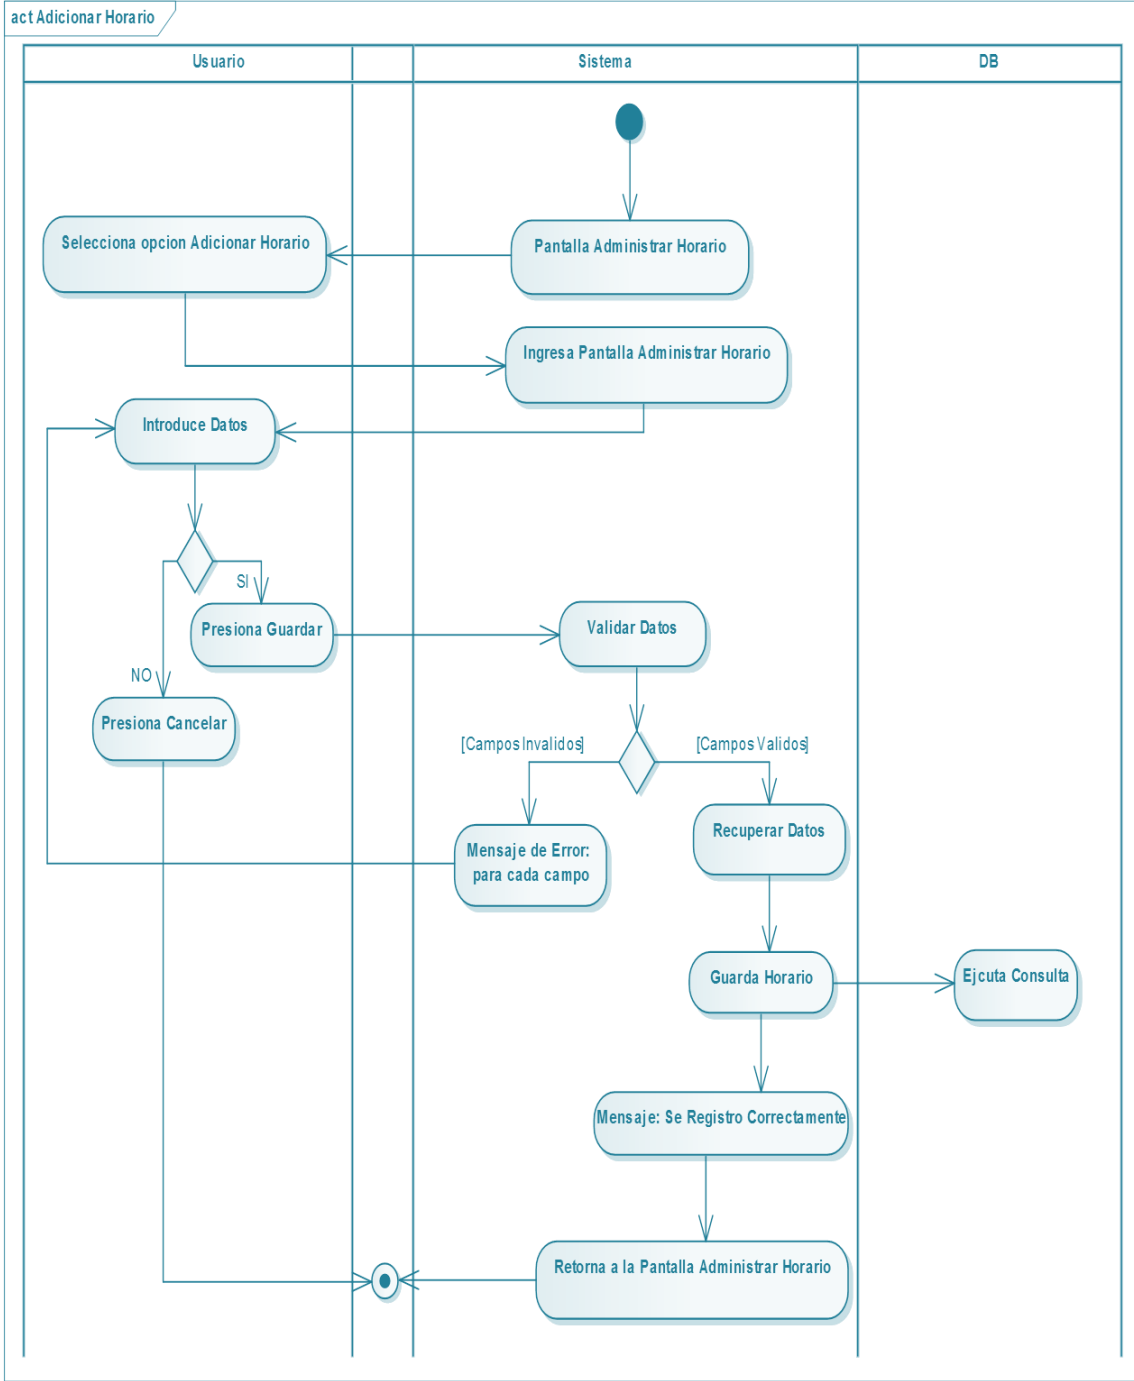 act Adicionar Horario
Usuario
Sistema
DB
Selecciona opcion Adicionar Horario
Pantalla Administrar Horario
Ingresa Pantalla Administrar Horario
Introduce Datos
SI
Presiona Guardar
Validar Datos
NO
Presiona Cancelar
[Campos Invalidos]
[Campos Validos]
Recuperar Datos
Mensaje de Error:
para cada campo
Guarda Horario
Ejcuta Consulta
Mensaje: Se Registro Correctamente
Retorna a la Pantalla Administrar Horario